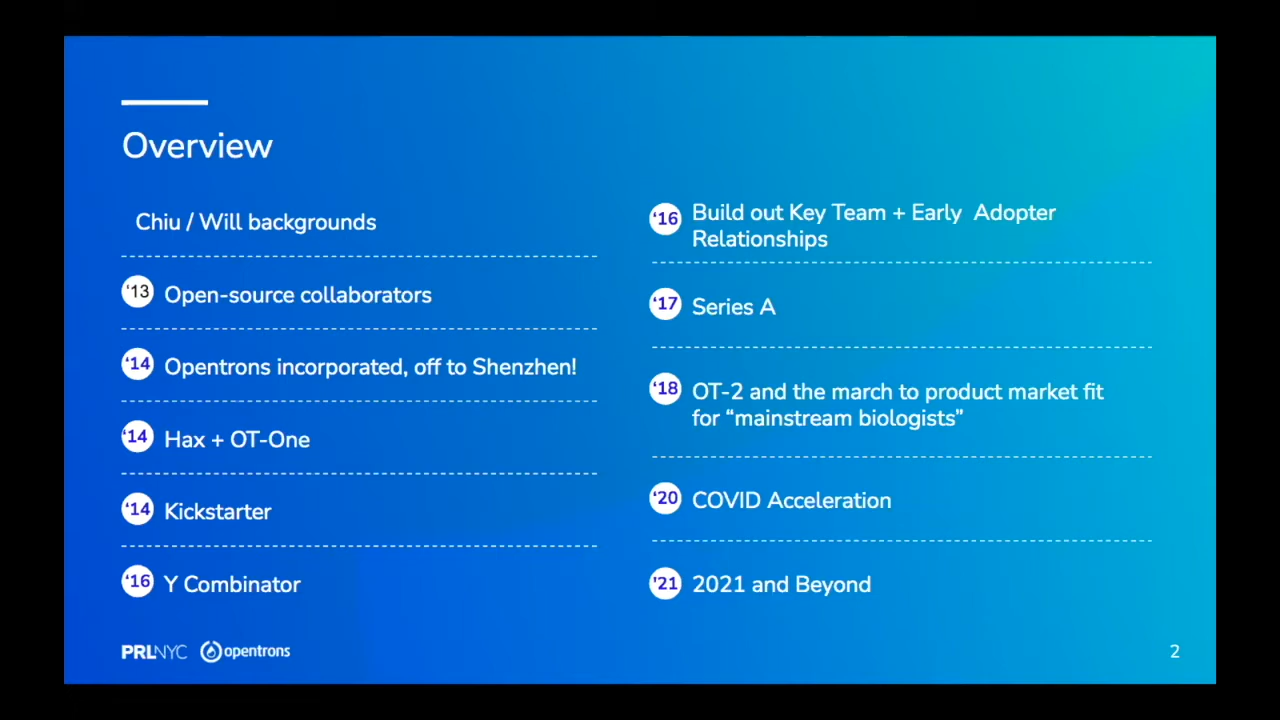 Overview
Chiu / Will backgrounds
‘13 Open-source collaborators
‘14 Opentrons incorporated, off to Shenzhen!
‘14 Hax + OT-One
‘14 Kickstarter
‘16 Y Combinator
‘16 Build out Key Team + Early Adopter
Relationships
‘17 Series A
‘18 OT-2 and the march to product market fit
for “mainstream biologists”
‘20 COVID Acceleration
’21 2021 and Beyond
PRLNYC opentrons
2